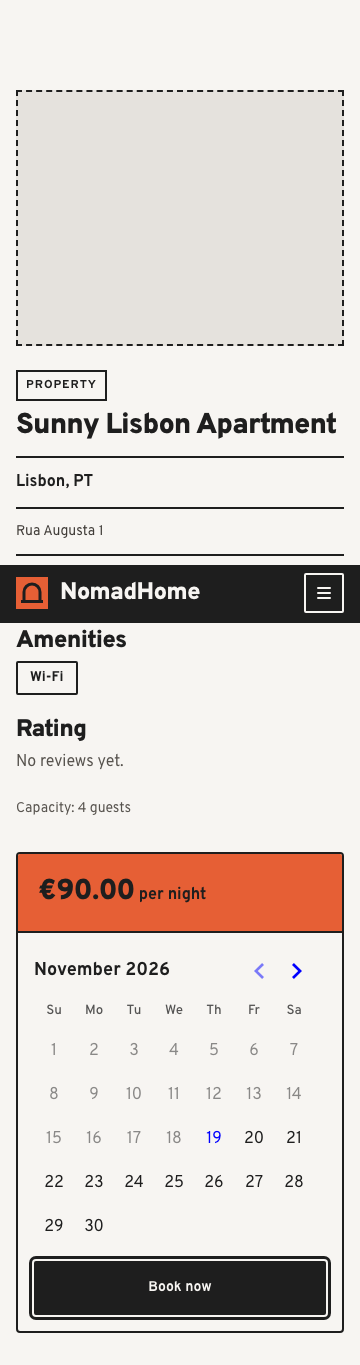 PROPERTY
Sunny Lisbon Apartment
Lisbon, PT
Rua Augusta 1
NomadHome
Amenities
Wi-Fi
Rating
No reviews yet.
Capacity: 4 guests
€90.00 per night
November 2026
Su Mo Tu We Th Fr Sa
1 2 3 4 5 6 7
8 9 10 11 12 13 14
15 16 17 18 19 20 21
22 23 24 25 26 27 28
29 30
Book now